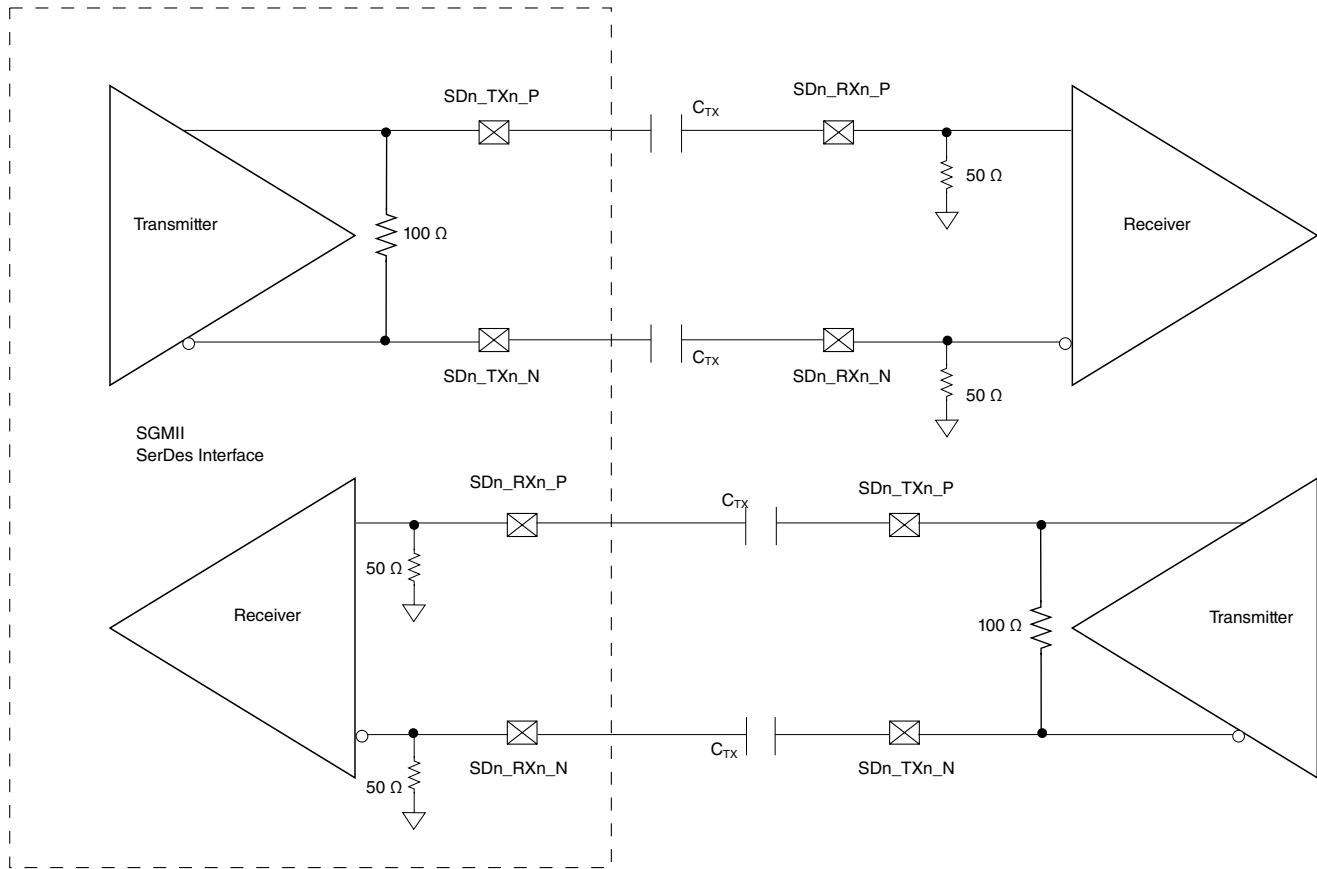 SDn_TXn_P
C_TX
SDn_RXn_P
50 Ω
Transmitter
100 Ω
Receiver
SDn_TXn_N
C_TX
SDn_RXn_N
50 Ω
SGMII
SerDes Interface
SDn_RXn_P
C_TX
SDn_TXn_P
50 Ω
Receiver
100 Ω
Transmitter
SDn_RXn_N
C_TX
SDn_TXn_N
50 Ω